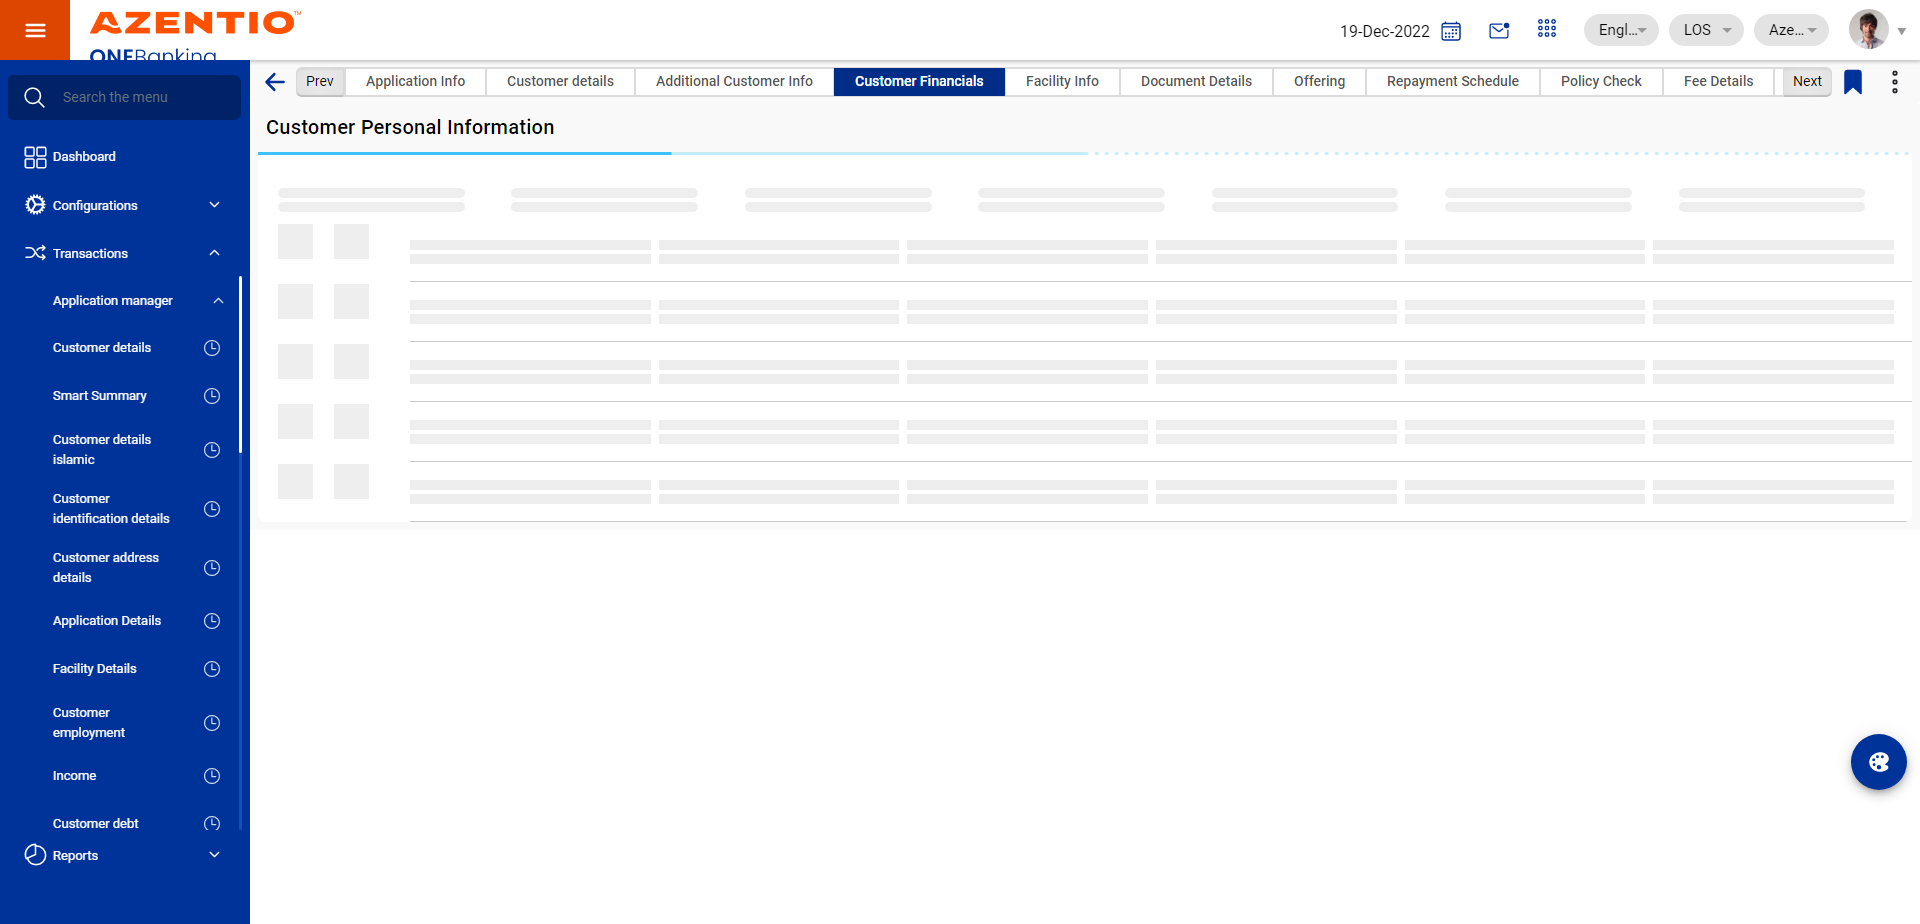 AZENTIO™
ONEBanking
19-Dec-2022
Engl...
LOS
Aze...
Search the menu
Dashboard
Configurations
Transactions
Application manager
Customer details
Smart Summary
Customer details
islamic
Customer
identification details
Customer address
details
Application Details
Facility Details
Customer
employment
Income
Customer debt
Reports
Prev
Application Info
Customer details
Additional Customer Info
Customer Financials
Facility Info
Document Details
Offering
Repayment Schedule
Policy Check
Fee Details
Next
Customer Personal Information